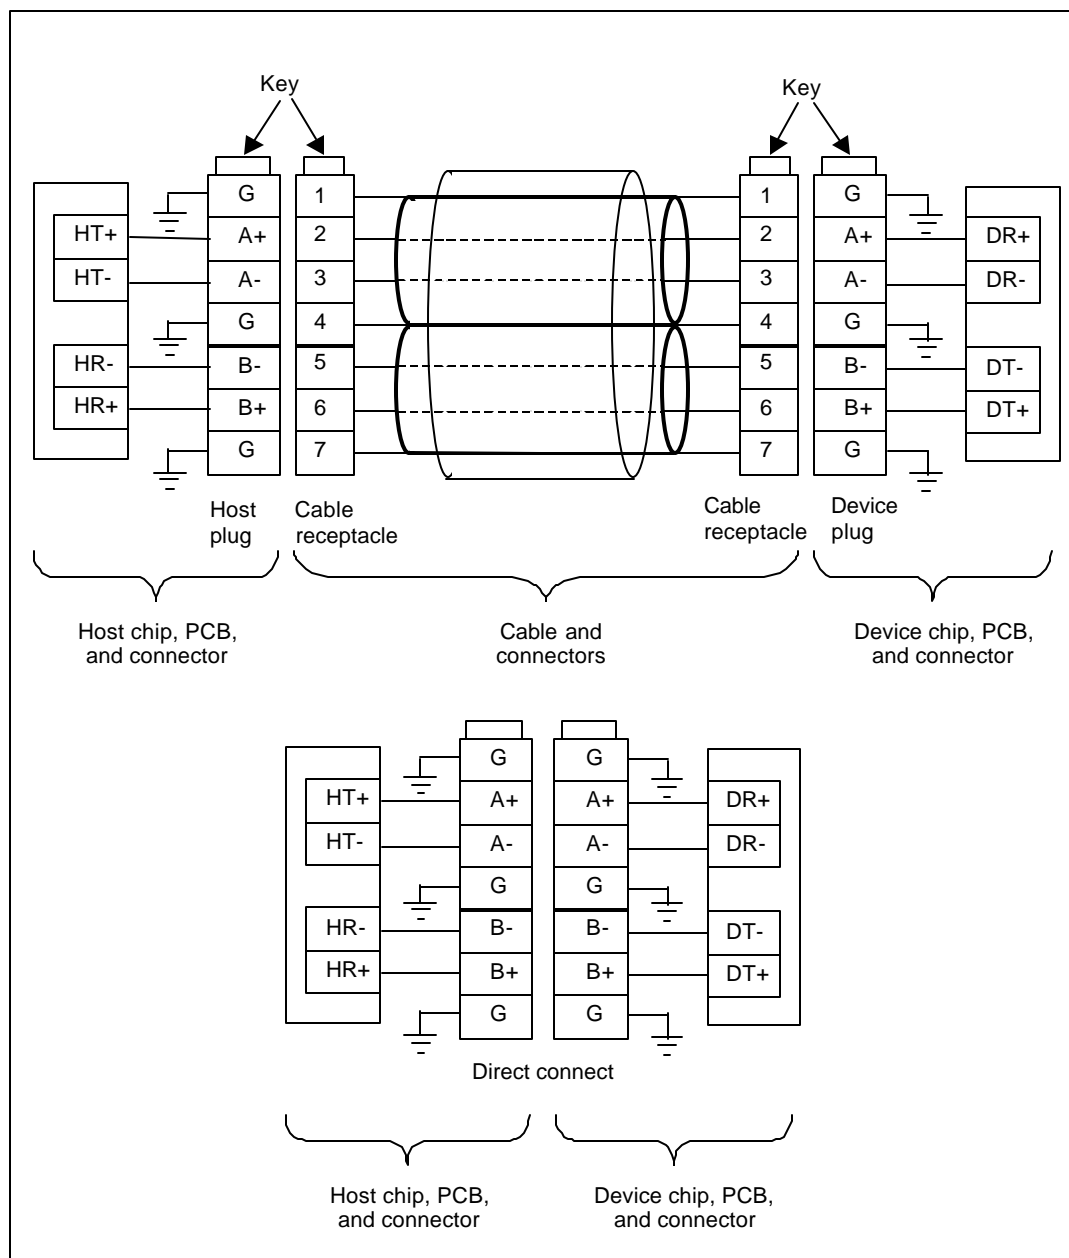 Key
Key
G
1
1
G
HT+
A+
2
2
A+
DR+
HT-
A-
3
3
A-
DR-
G
4
4
G
HR-
B-
5
5
B-
DT-
HR+
B+
6
6
B+
DT+
G
7
7
G
Host
plug
Cable
receptacle
Cable
receptacle
Device
plug
Host chip, PCB,
and connector
Cable and
connectors
Device chip, PCB,
and connector
G
G
HT+
A+
A+
DR+
HT-
A-
A-
DR-
G
G
HR-
B-
B-
DT-
HR+
B+
B+
DT+
G
G
Direct connect
Host chip, PCB,
and connector
Device chip, PCB,
and connector